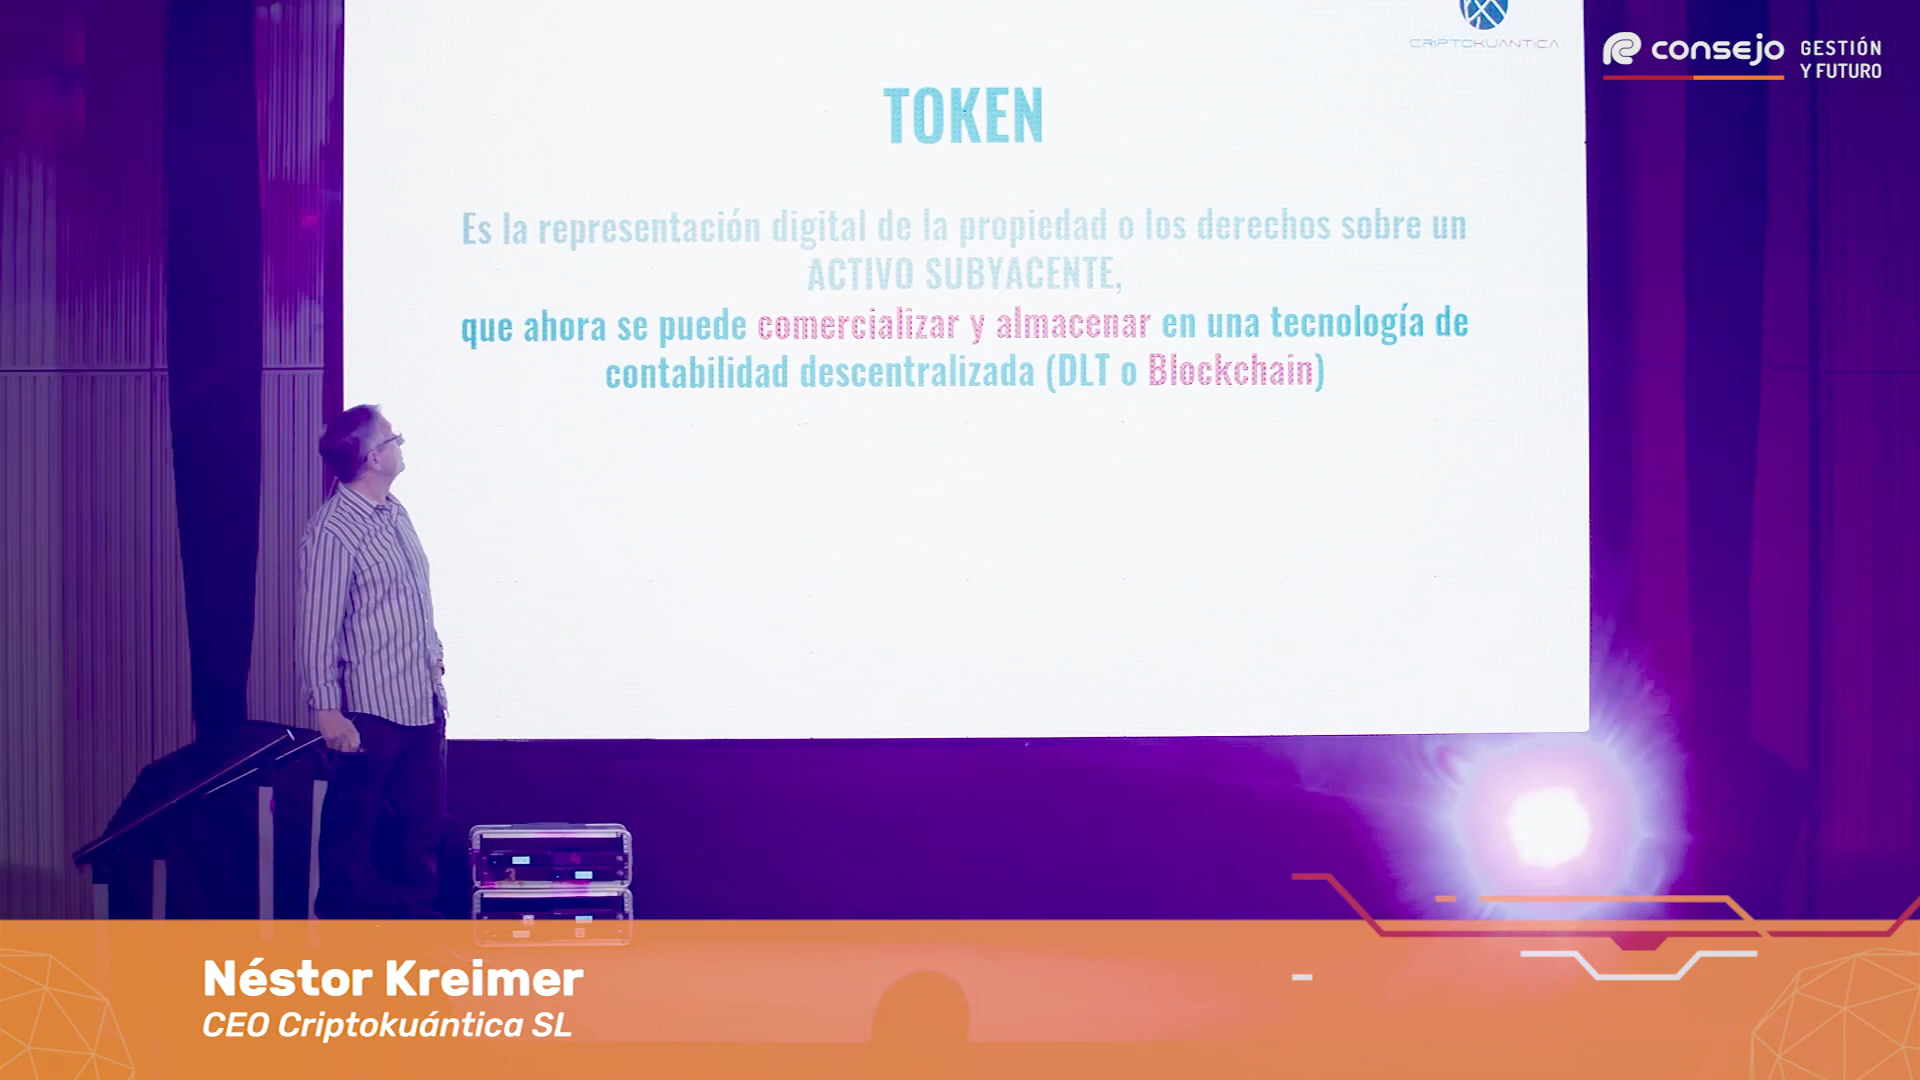 CRIPTOKUANTICA
consejo
GESTIÓN
Y FUTURO
TOKEN
Es la representación digital de la propiedad o los derechos sobre un
ACTIVO SUBYACENTE,
que ahora se puede comercializar y almacenar en una tecnología de
contabilidad descentralizada (DLT o Blockchain)
Néstor Kreimer
CEO Criptokuántica SL